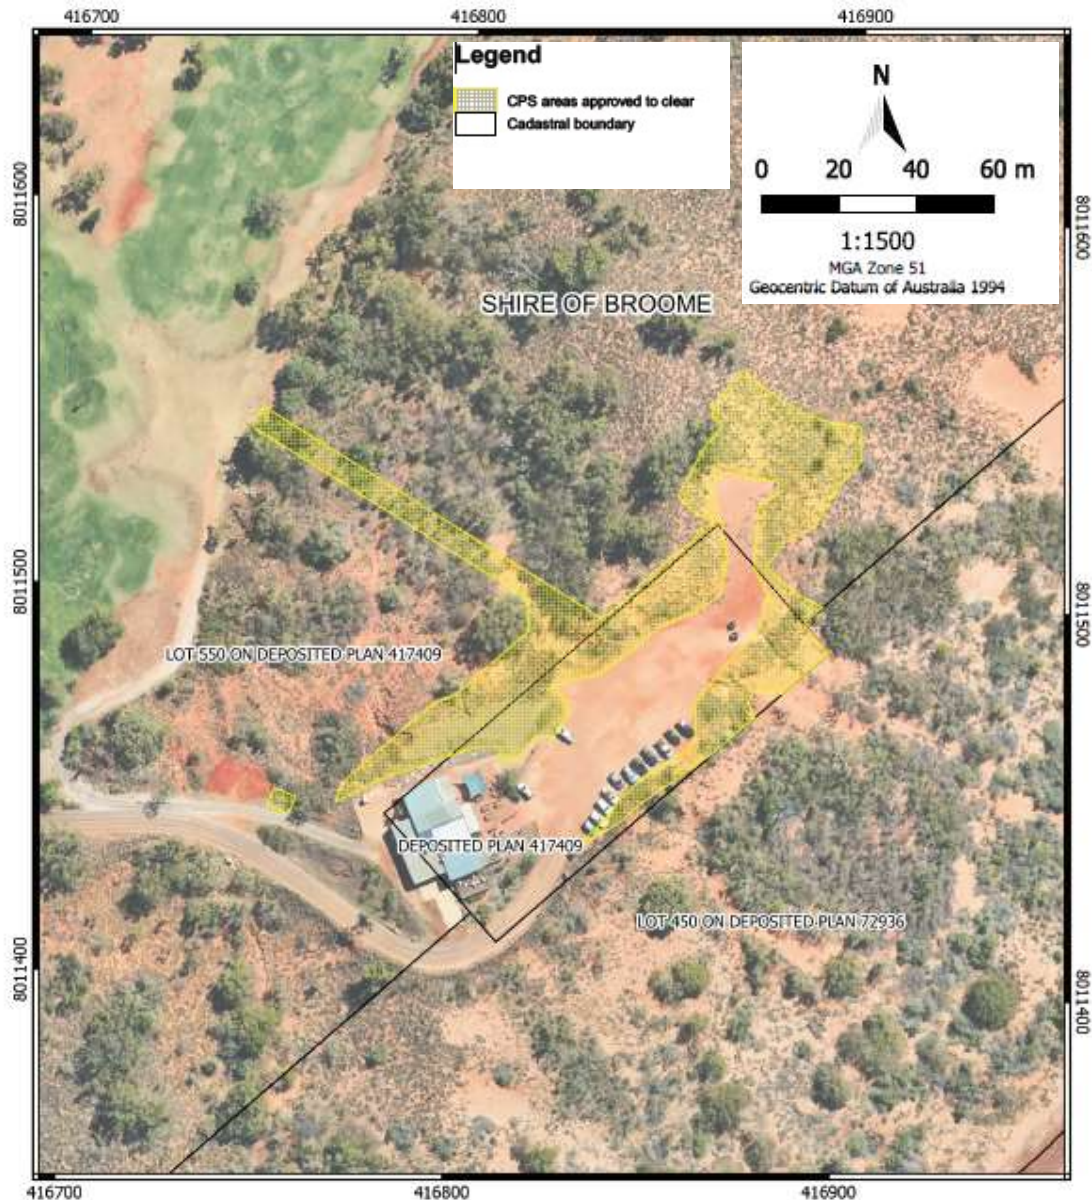 416700
416800
416900
Legend
CPS areas approved to clear
Cadastral boundary
N
0 20 40 60 m
1:1500
MGA Zone 51
Geocentric Datum of Australia 1994
8011600
8011600
SHIRE OF BROOME
8011500
8011500
LOT 550 ON DEPOSITED PLAN 417409
DEPOSITED PLAN 417409
LOT 450 ON DEPOSITED PLAN 72936
8011400
8011400
416700
416800
416900